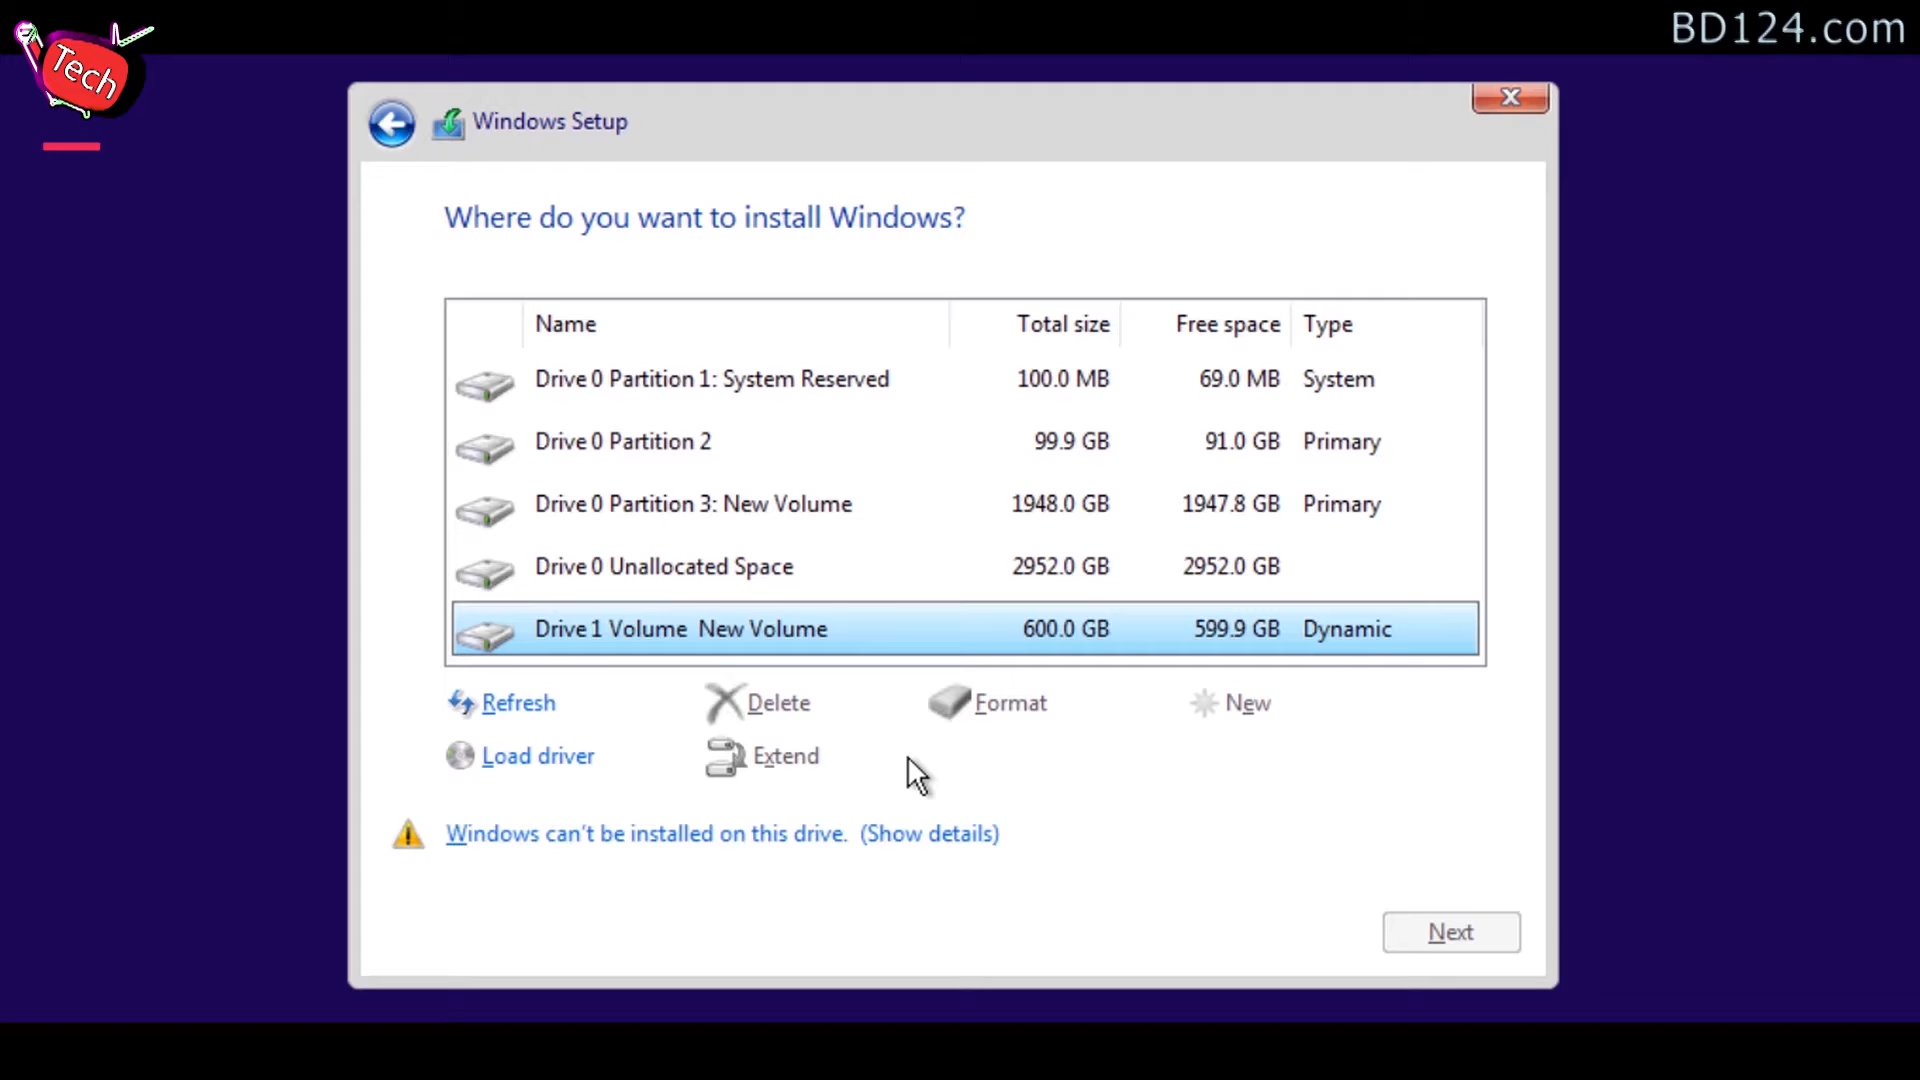 BD124.com
Tech
Windows Setup
Where do you want to install Windows?
Name Total size Free space Type
Drive 0 Partition 1: System Reserved 100.0 MB 69.0 MB System
Drive 0 Partition 2 99.9 GB 91.0 GB Primary
Drive 0 Partition 3: New Volume 1948.0 GB 1947.8 GB Primary
Drive 0 Unallocated Space 2952.0 GB 2952.0 GB
Drive 1 Volume New Volume 600.0 GB 599.9 GB Dynamic
Refresh Delete Format New
Load driver Extend
Windows can't be installed on this drive. (Show details)
Next